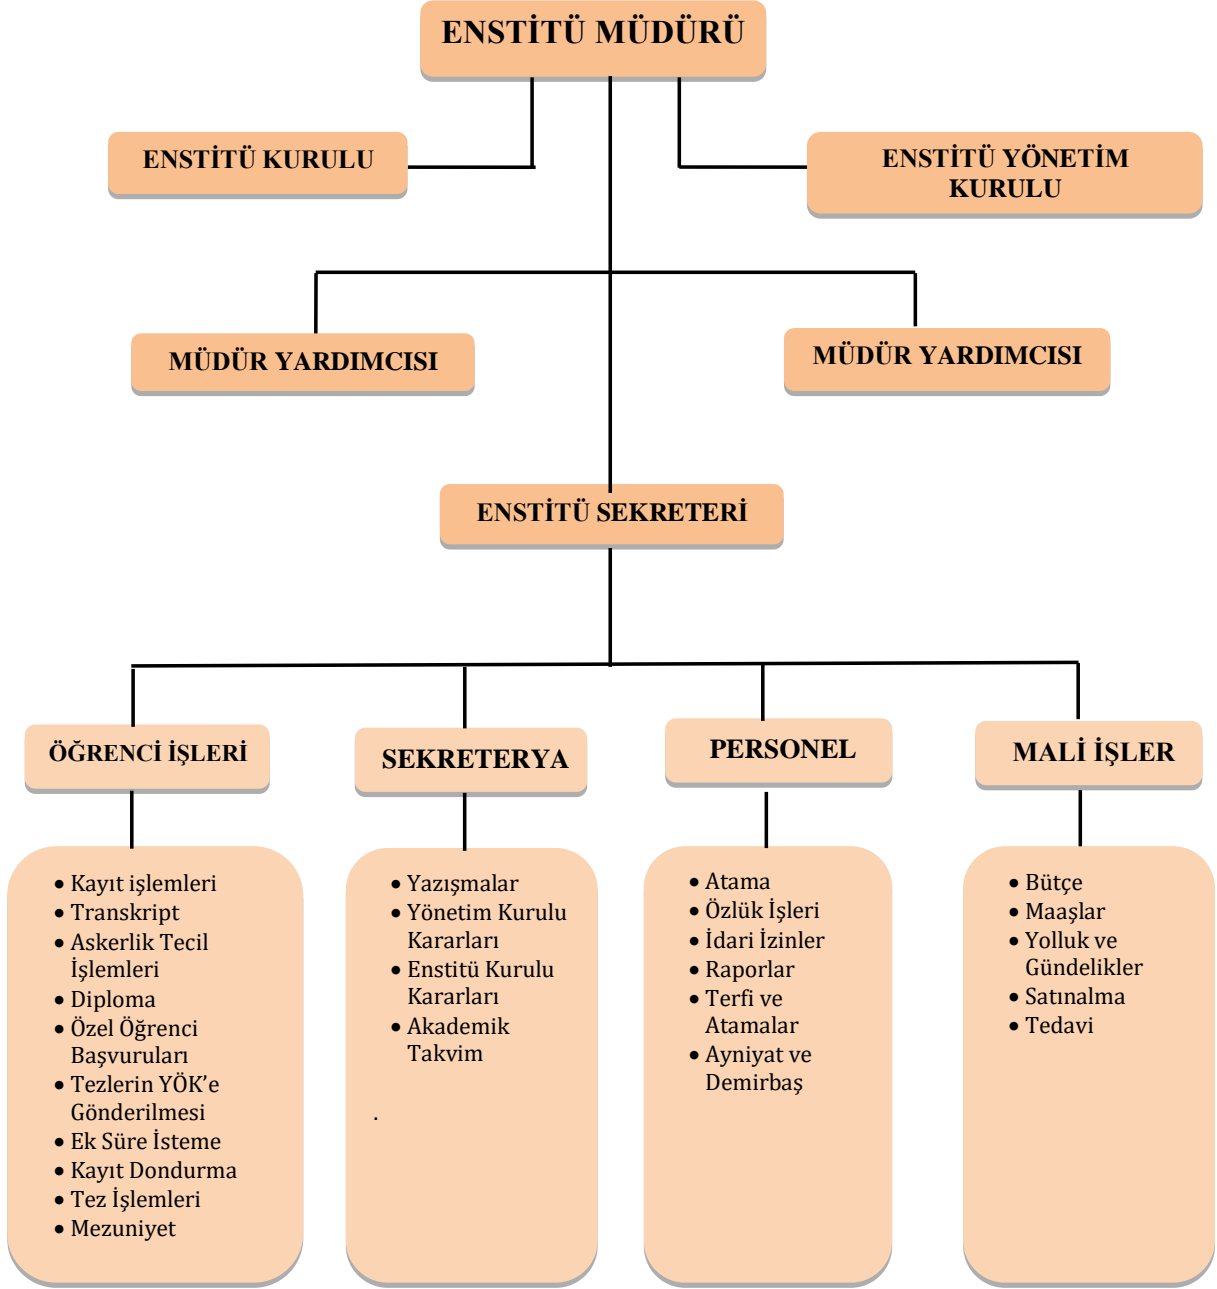 ENSTİTÜ MÜDÜRÜ
ENSTİTÜ KURULU
ENSTİTÜ YÖNETİM
KURULU
MÜDÜR YARDIMCISI
MÜDÜR YARDIMCISI
ENSTİTÜ SEKRETERİ
ÖĞRENCİ İŞLERİ
SEKRETERYA
PERSONEL
MALİ İŞLER
• Kayıt işlemleri
• Transkript
• Askerlik Tecil
İşlemleri
• Diploma
• Özel Öğrenci
Başvuruları
• Tezlerin YÖK’e
Gönderilmesi
• Ek Süre İsteme
• Kayıt Dondurma
• Tez İşlemleri
• Mezuniyet
• Yazışmalar
• Yönetim Kurulu
Kararları
• Enstitü Kurulu
Kararları
• Akademik
Takvim
.
• Atama
• Özlük İşleri
• İdari İzinler
• Raporlar
• Terfi ve
Atamalar
• Ayniyat ve
Demirbaş
• Bütçe
• Maaşlar
• Yolluk ve
Gündelikler
• Satınalma
• Tedavi